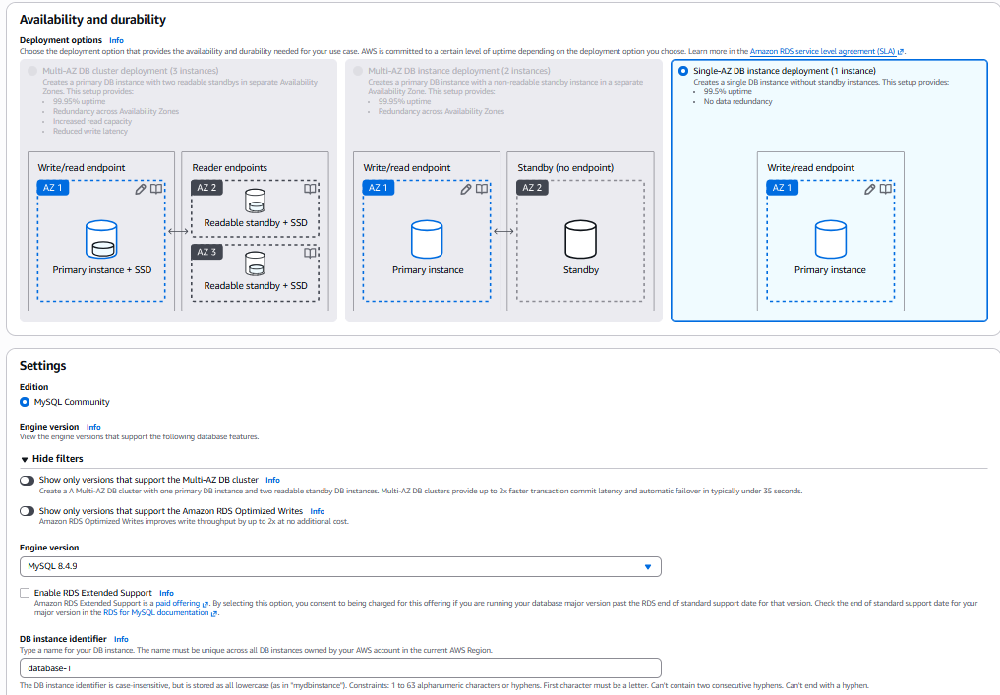 Availability and durability
Deployment options Info
Choose the deployment option that provides the availability and durability needed for your use case. AWS is committed to a certain level of uptime depending on the deployment option you choose. Learn more in the Amazon RDS service level agreement (SLA).
Multi-AZ DB cluster deployment (3 instances)
Creates a primary DB instance with two readable standbys in separate Availability
Zones. This setup provides:
• 99.95% uptime
• Redundancy across Availability Zones
• Increased read capacity
• Reduced write latency
Write/read endpoint
AZ 1
Primary instance + SSD
Reader endpoints
AZ 2
Readable standby + SSD
AZ 3
Readable standby + SSD
Multi-AZ DB instance deployment (2 instances)
Creates a primary DB instance with a non-readable standby instance in a separate
Availability Zone. This setup provides:
• 99.95% uptime
• Redundancy across Availability Zones
Write/read endpoint
AZ 1
Primary instance
Standby (no endpoint)
AZ 2
Standby
Single-AZ DB instance deployment (1 instance)
Creates a single DB instance without standby instances. This setup provides:
• 99.5% uptime
• No data redundancy
Write/read endpoint
AZ 1
Primary instance
Settings
Edition
MySQL Community
Engine version Info
View the engine versions that support the following database features.
Hide filters
Show only versions that support the Multi-AZ DB cluster Info
Create a A Multi-AZ DB cluster with one primary DB instance and two readable standby DB instances. Multi-AZ DB clusters provide up to 2x faster transaction commit latency and automatic failover in typically under 35 seconds.
Show only versions that support the Amazon RDS Optimized Writes Info
Amazon RDS Optimized Writes improves write throughput by up to 2x at no additional cost.
Engine version
MySQL 8.4.9
Enable RDS Extended Support Info
Amazon RDS Extended Support is a paid offering. By selecting this option, you consent to being charged for this offering if you are running your database major version past the RDS end of standard support date for that version. Check the end of standard support date for your
major version in the RDS for MySQL documentation.
DB instance identifier Info
Type a name for your DB instance. The name must be unique across all DB instances owned by your AWS account in the current AWS Region.
database-1
The DB instance identifier is case-insensitive, but is stored as all lowercase (as in "mydbinstance"). Constraints: 1 to 63 alphanumeric characters or hyphens. First character must be a letter. Can't contain two consecutive hyphens. Can't end with a hyphen.